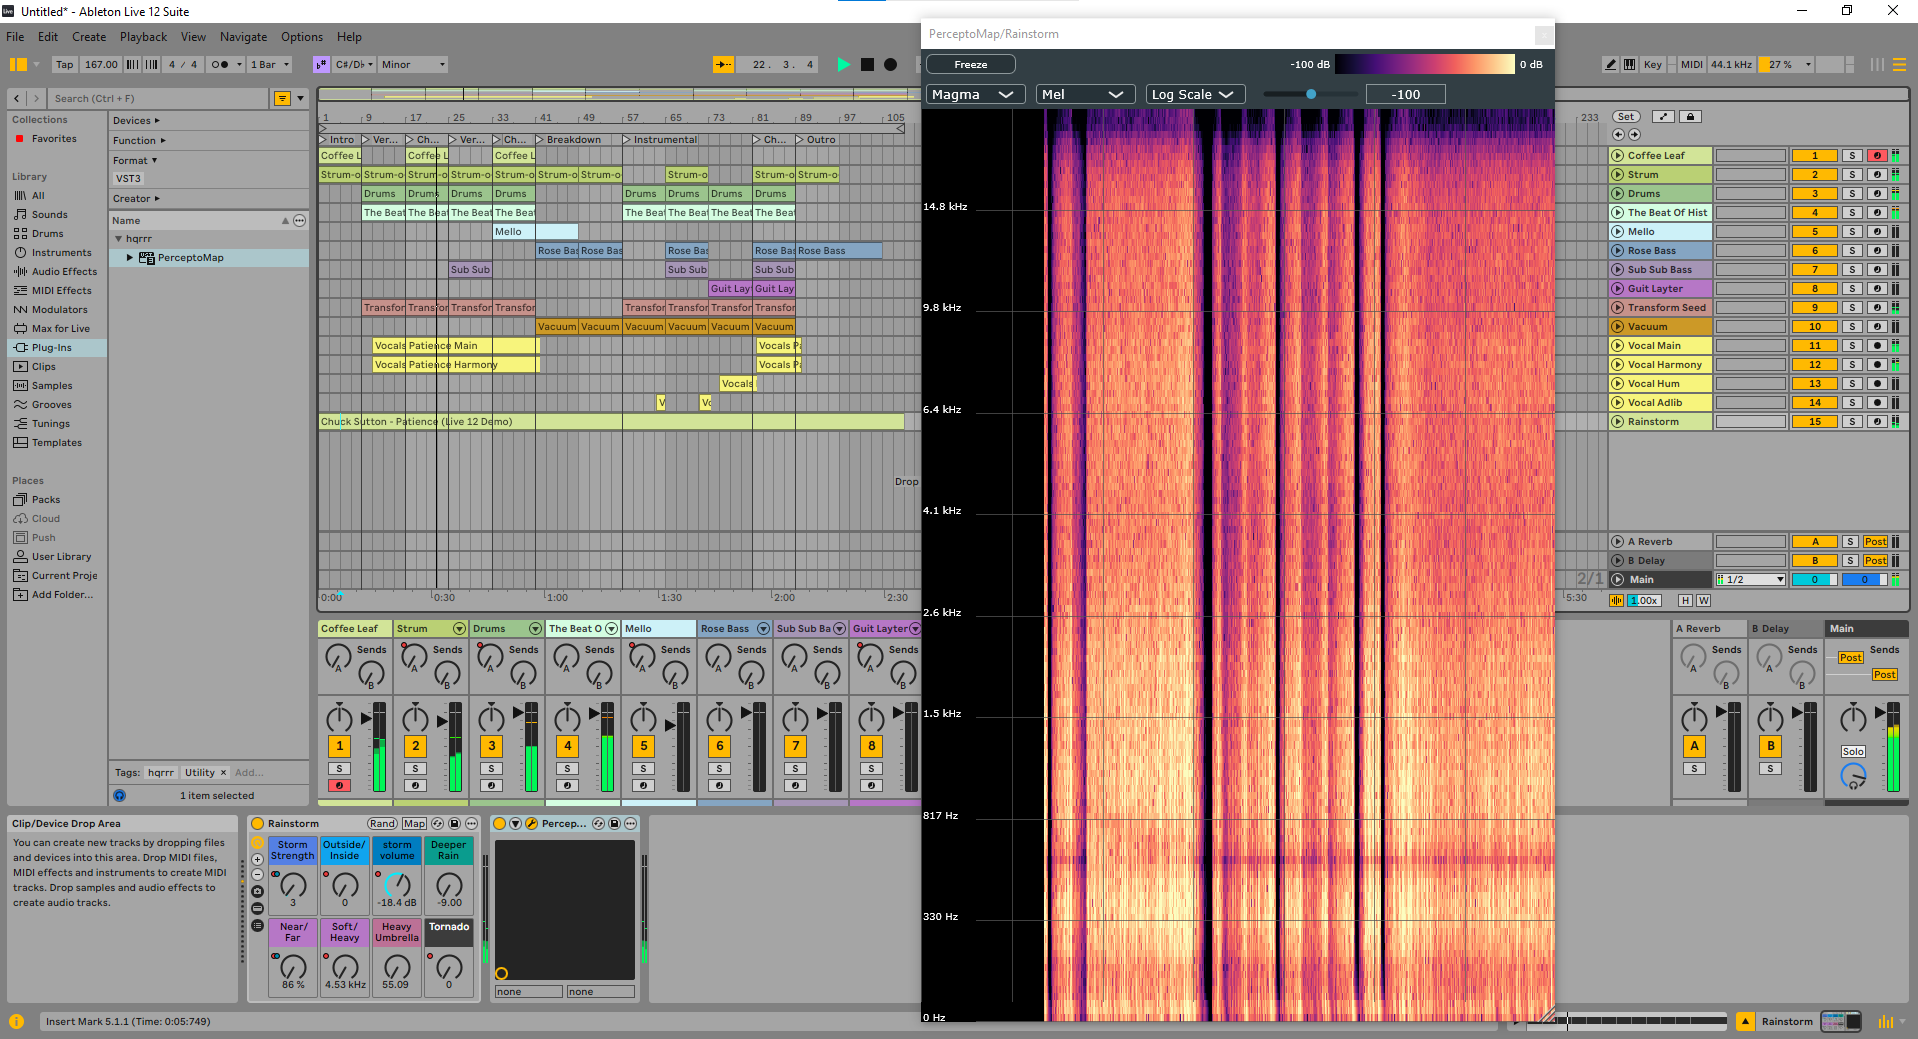 Untitled* - Ableton Live 12 Suite
File Edit Create Playback View Navigate Options Help
Tap 167.00 4 / 4 1 Bar C#/D♭ Minor 22. 3. 4 Key MIDI 44.1 kHz 27 %
PerceptoMap/Rainstorm
Freeze -100 dB 0 dB
Magma Mel Log Scale -100
14.8 kHz
9.8 kHz
6.4 kHz
4.1 kHz
2.6 kHz
1.5 kHz
817 Hz
330 Hz
0 Hz
Search (Ctrl + F)
Collections
Favorites
Library
All
Sounds
Drums
Instruments
Audio Effects
MIDI Effects
Modulators
Max for Live
Plug-Ins
Clips
Samples
Grooves
Tunings
Templates
Places
Packs
Cloud
Push
User Library
Current Proje
Add Folder...
Devices
Function
Format
VST3
Creator
Name
hqrrr
PerceptoMap
Tags: hqrrr Utility × Add...
1 item selected
1 9 17 25 33 41 49 57 65 73 81 89 97 105
Intro Ver... Ch... Ver... Ch... Breakdown Instrumental Ch... Outro
Coffee L Coffee L Coffee L
Strum-o Strum-o Strum-o Strum-o Strum-o Strum-o Strum-o Strum-o Strum-o Strum-o
Drums Drums Drums Drums Drums Drums Drums Drums
The Beat The Beat The Beat The Beat The Beat The Beat The Beat The Beat
Mello
Rose Bas Rose Bas Rose Bas Rose Bas Rose Bass
Sub Sub Sub Sub Sub Sub
Guit Layt Guit Lay
Transfor Transfor Transfor Transfor Transfor Transfor Transfor Transfor
Vacuum Vacuum Vacuum Vacuum Vacuum Vacuum
Vocals Patience Main Vocals Pa
Vocals Patience Harmony Vocals Pa
Vocals
V Vo
Chuck Sutton - Patience (Live 12 Demo)
Drop
0:00 0:30 1:00 1:30 2:00 2:30
233 Set
Coffee Leaf 1 S
Strum 2 S
Drums 3 S
The Beat Of Hist 4 S
Mello 5 S
Rose Bass 6 S
Sub Sub Bass 7 S
Guit Layter 8 S
Transform Seed 9 S
Vacuum 10 S
Vocal Main 11 S
Vocal Harmony 12 S
Vocal Hum 13 S
Vocal Adlib 14 S
Rainstorm 15 S
A Reverb A S Post
B Delay B S Post
2/1 Main 1/2 0 0
5:30 1.00x H W
Coffee Leaf Strum Drums The Beat O Mello Rose Bass Sub Sub Ba Guit Layter
Sends Sends Sends Sends Sends Sends Sends Sends
A A A A A A A A
B B B B B B B B
1 2 3 4 5 6 7 8
S S S S S S S S
A Reverb B Delay Main
Sends Sends Sends
A A Post
B B Post
A B Solo
S S
Clip/Device Drop Area
You can create new tracks by dropping files
and devices into this area. Drop MIDI files,
MIDI effects and instruments to create MIDI
tracks. Drop samples and audio effects to
create audio tracks.
Rainstorm Rand Map
Storm Strength Outside/ Inside storm volume Deeper Rain
3 0 -18.4 dB -9.00
Near/ Far Soft/ Heavy Heavy Umbrella Tornado
86 % 4.53 kHz 55.09 0
Percep...
none none
Insert Mark 5.1.1 (Time: 0:05:749)
Rainstorm